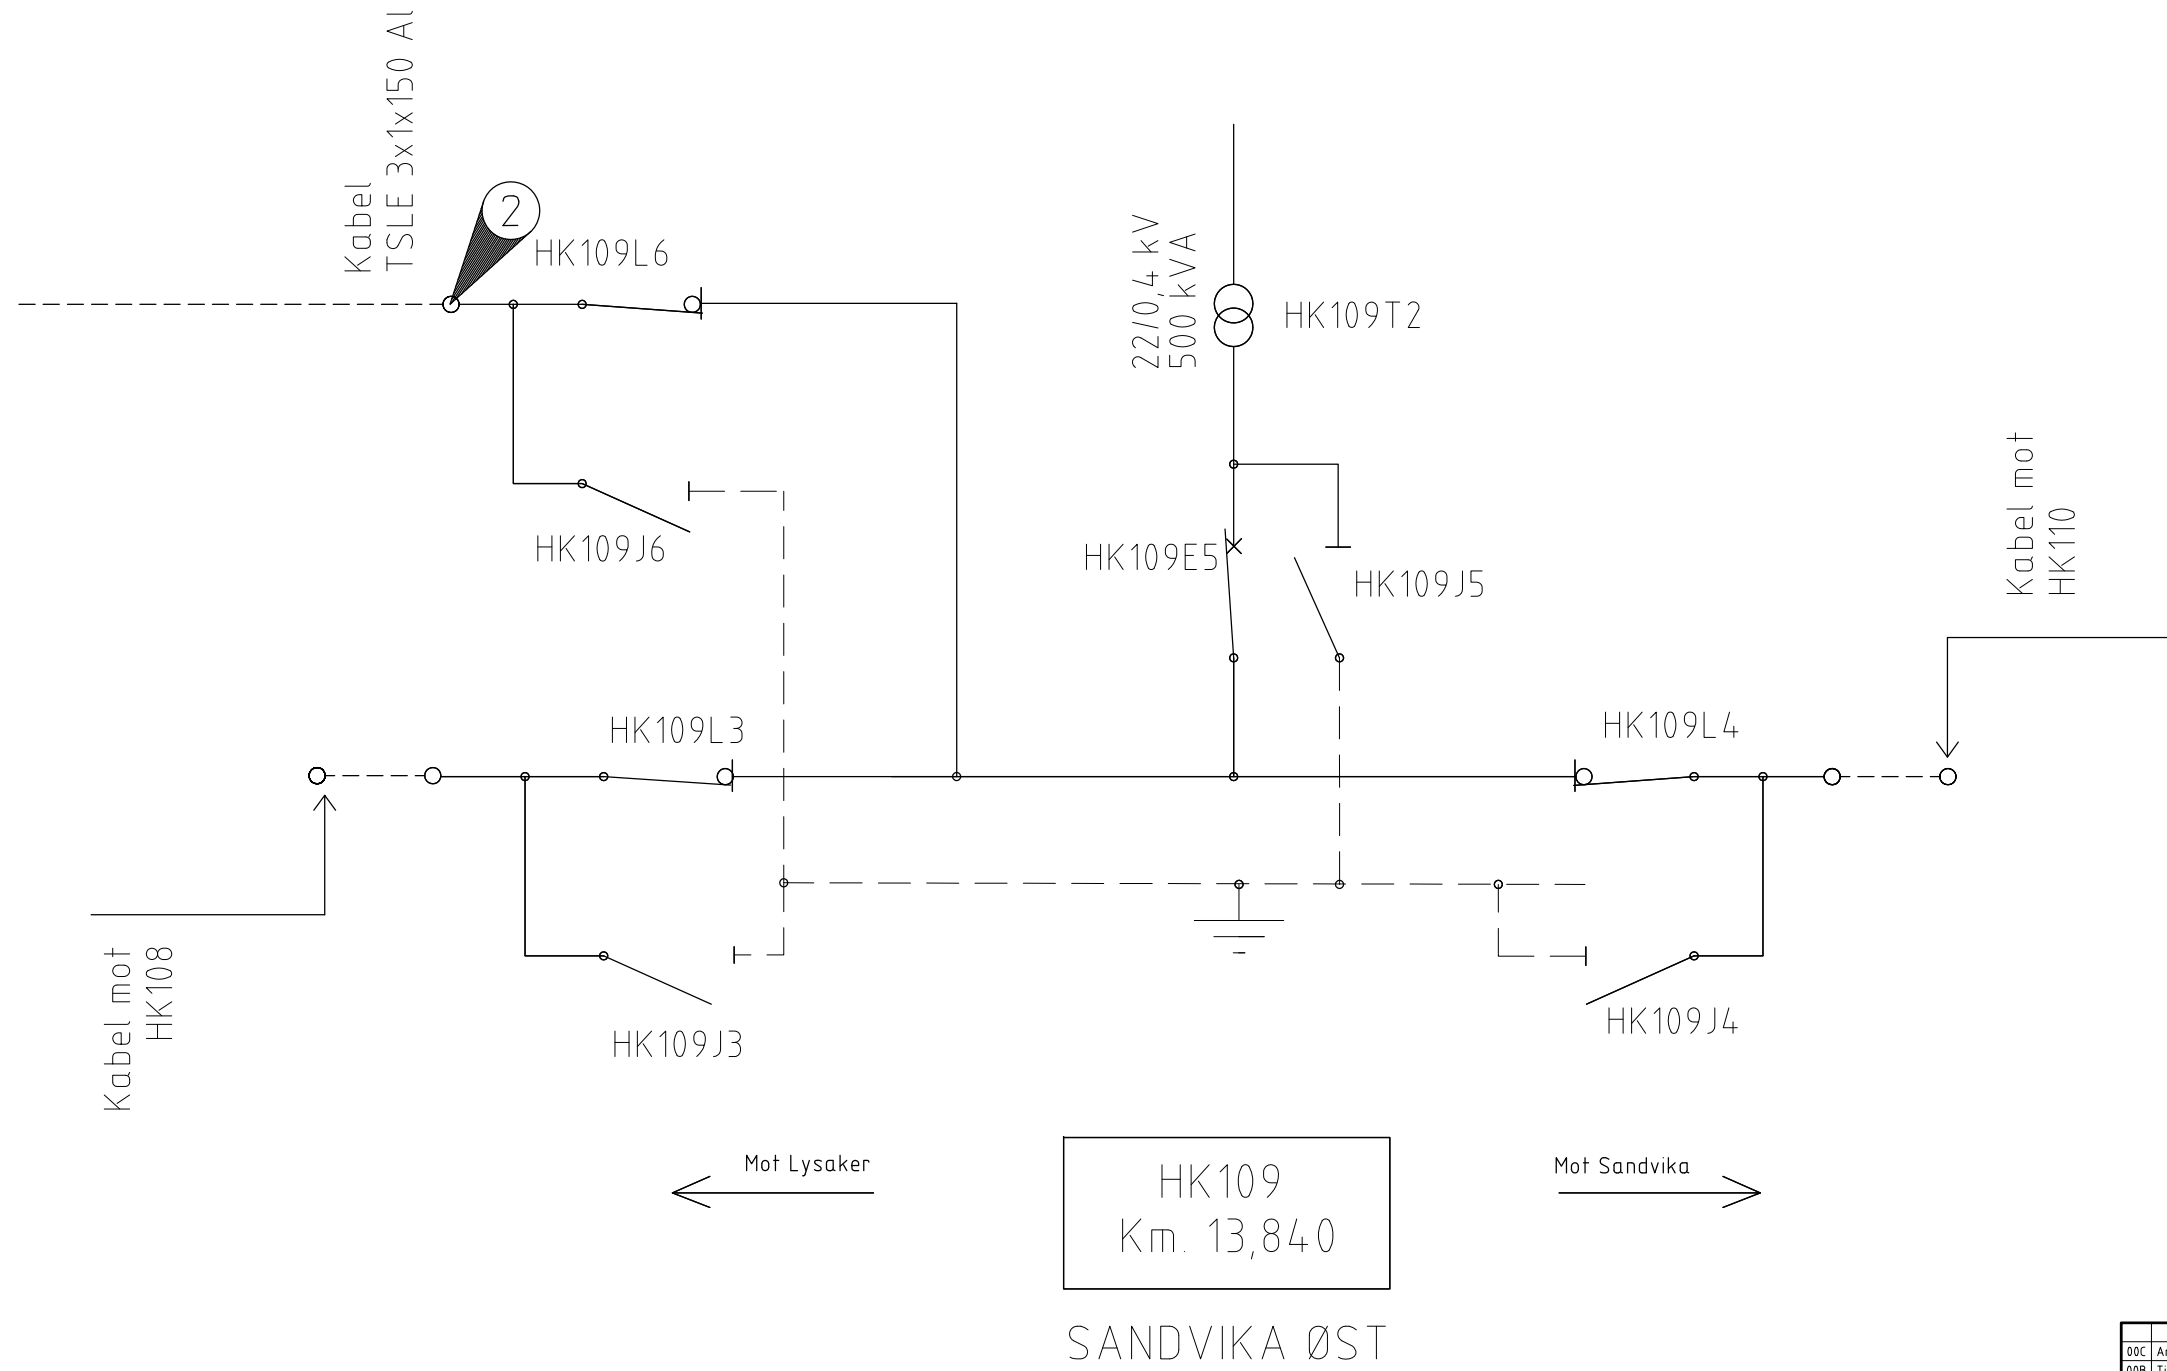 Kabel
TSLE 3x1x150 Al
2
HK109L6
22/0,4 kV
500 kVA
HK109T2
HK109J6
HK109E5
HK109J5
Kabel mot
HK110
HK109L3
HK109L4
Kabel mot
HK108
HK109J3
HK109J4
Mot Lysaker
HK109
Km. 13,840
Mot Sandvika
SANDVIKA ØST
00C